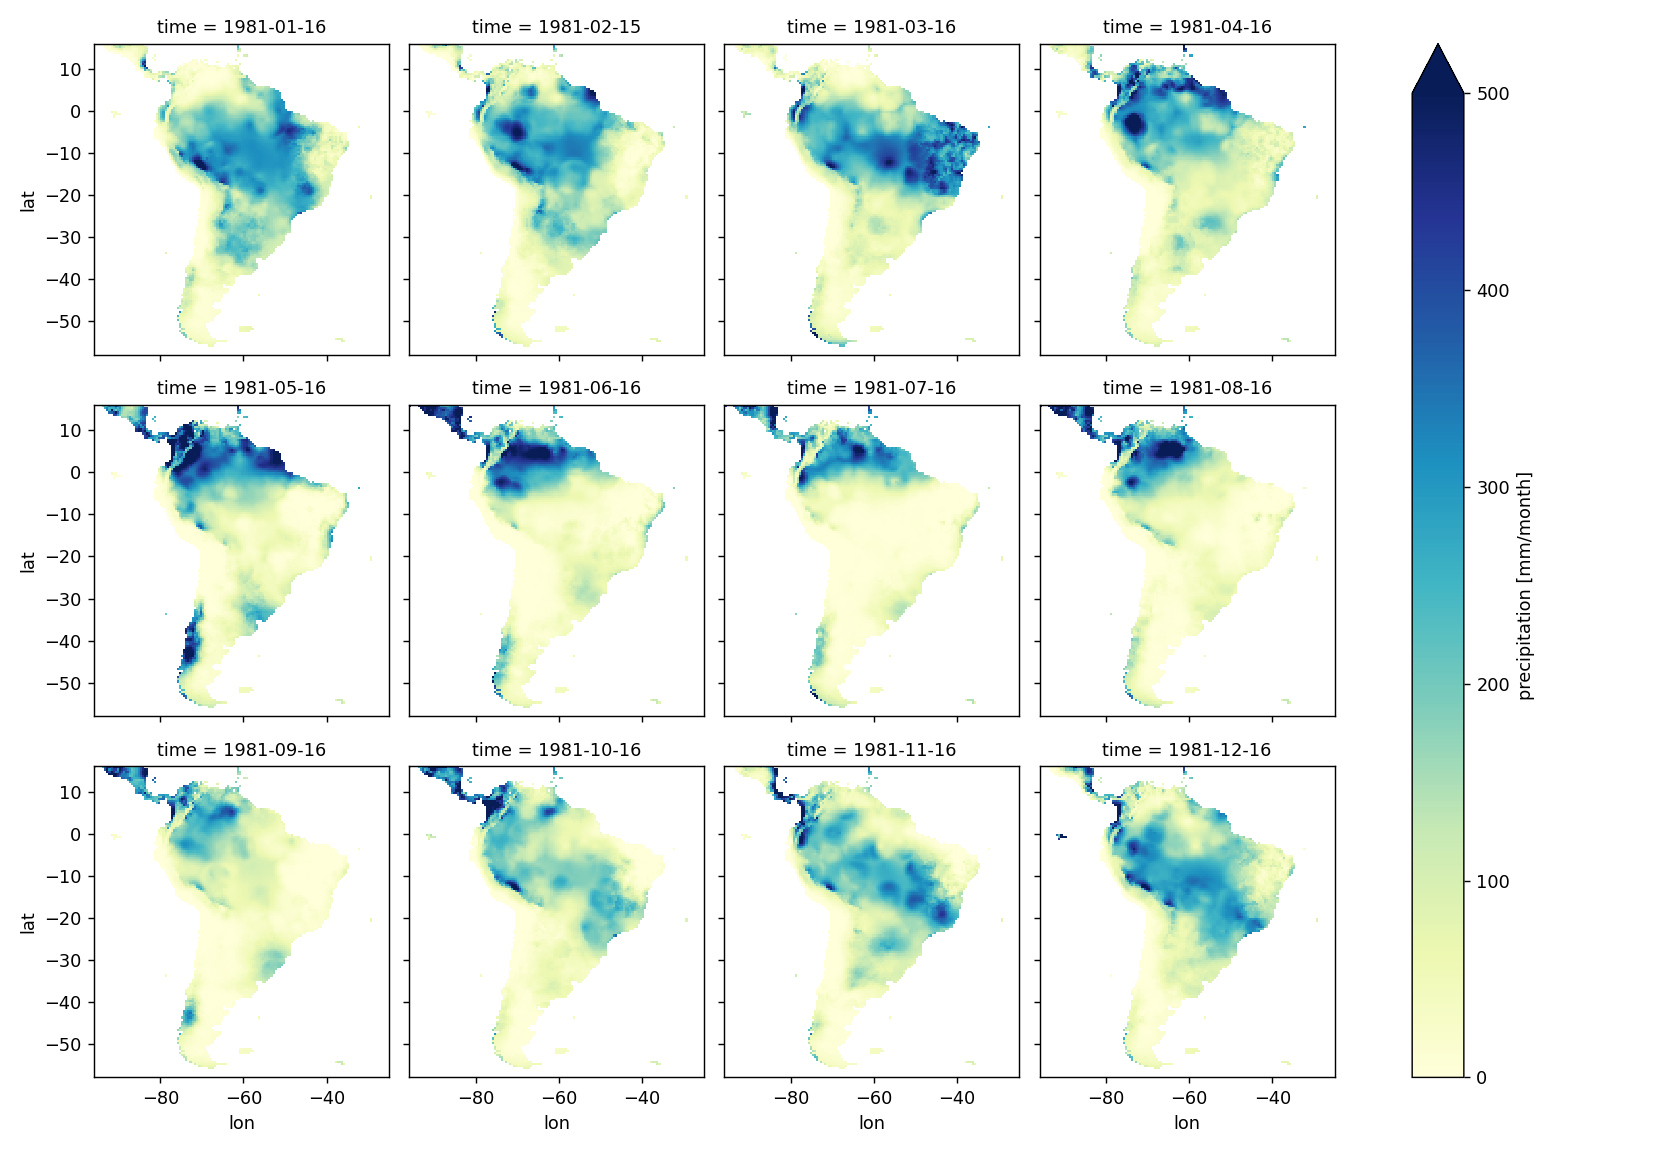 time = 1981-01-16
time = 1981-02-15
time = 1981-03-16
time = 1981-04-16
10
0
−10
−20
−30
−40
−50
lat
time = 1981-05-16
time = 1981-06-16
time = 1981-07-16
time = 1981-08-16
10
0
−10
−20
−30
−40
−50
lat
time = 1981-09-16
time = 1981-10-16
time = 1981-11-16
time = 1981-12-16
10
0
−10
−20
−30
−40
−50
lat
−80 −60 −40
−80 −60 −40
−80 −60 −40
−80 −60 −40
lon
lon
lon
lon
500
400
300
200
100
0
precipitation [mm/month]